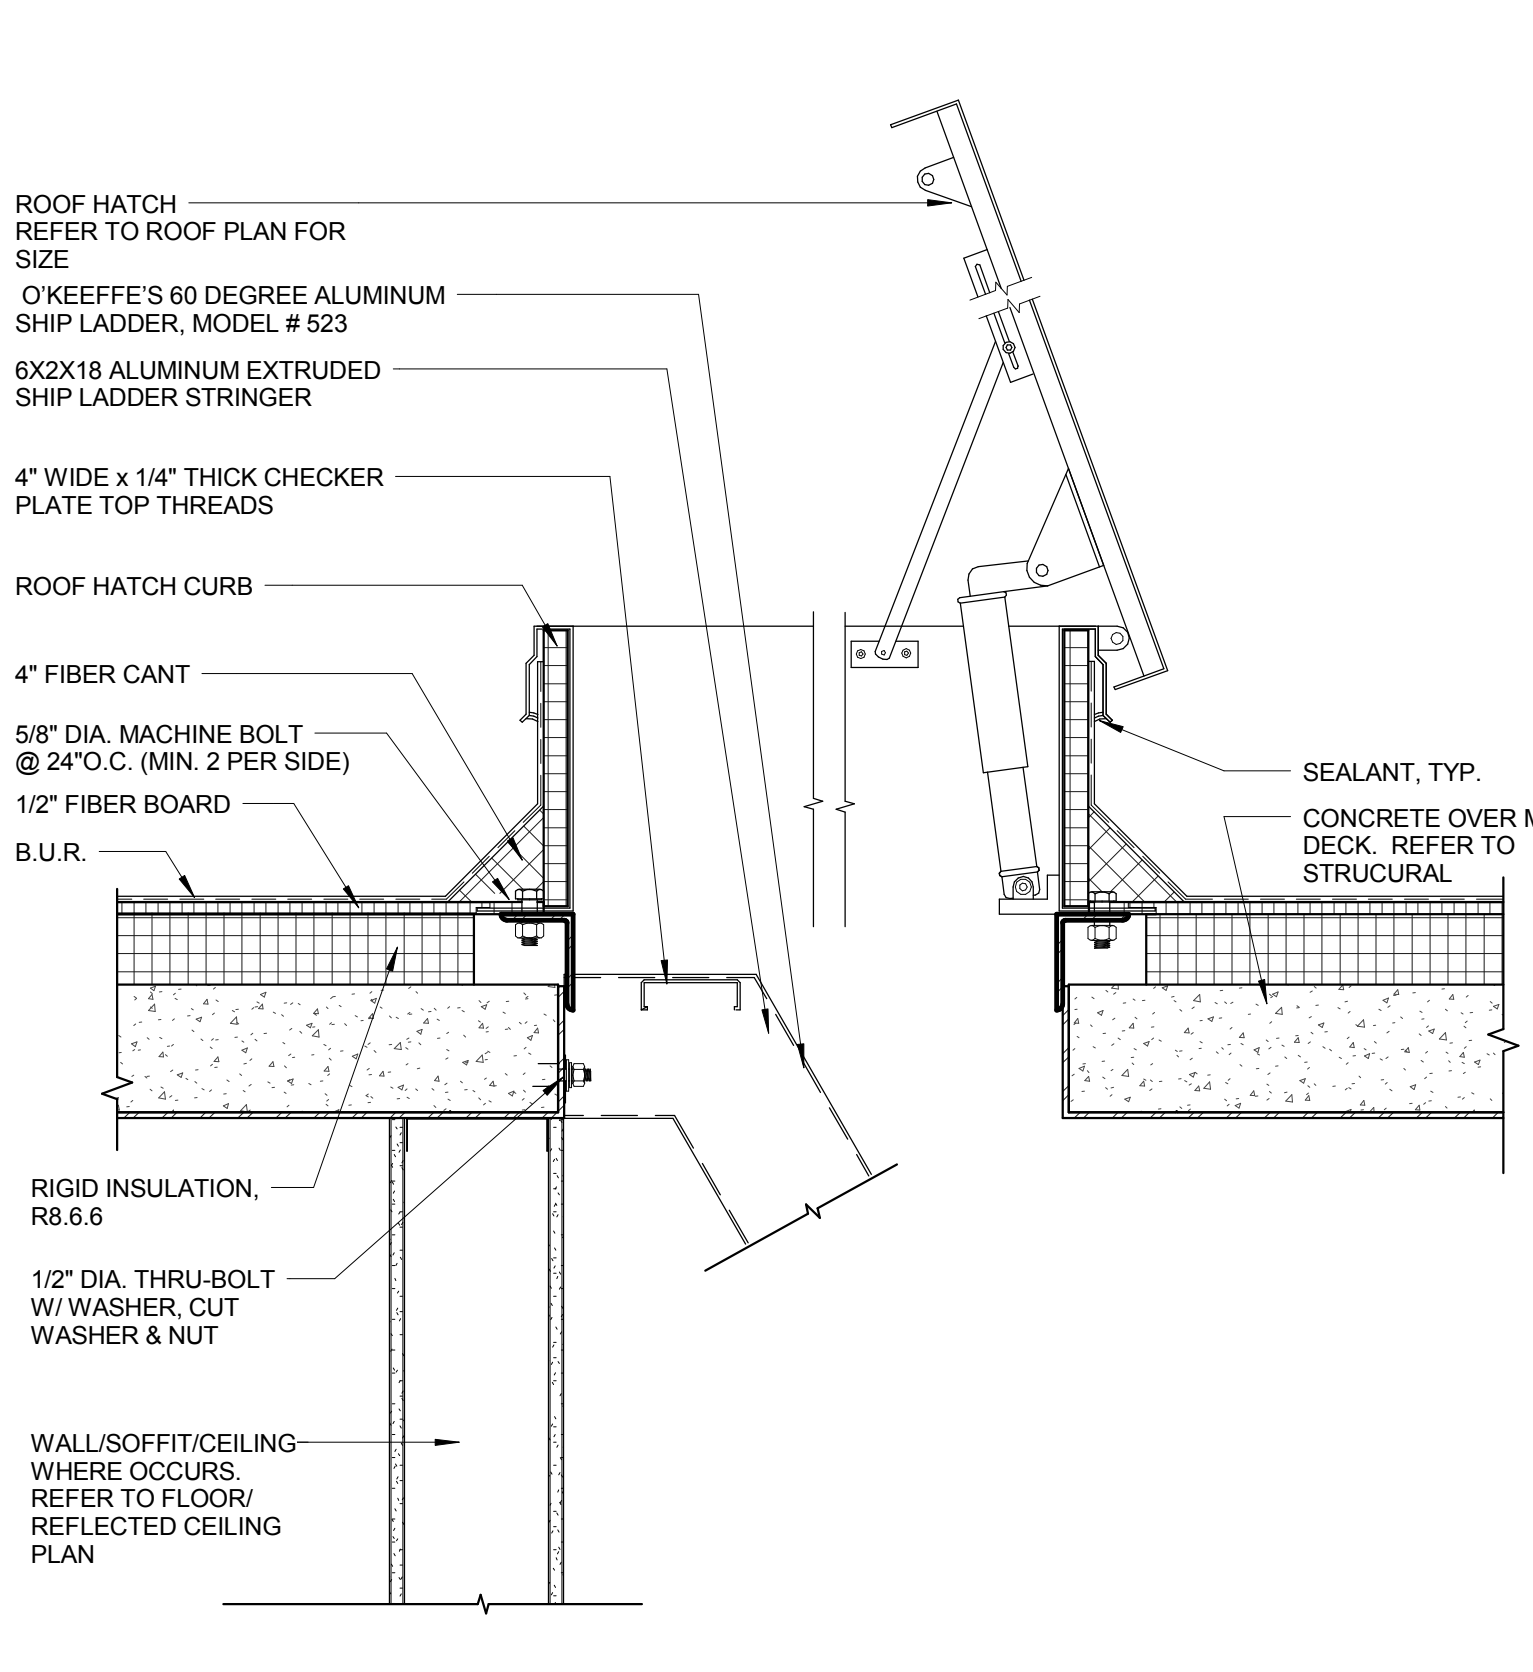 ROOF HATCH
REFER TO ROOF PLAN FOR
SIZE
O'KEEFFE'S 60 DEGREE ALUMINUM
SHIP LADDER, MODEL # 523
6X2X18 ALUMINUM EXTRUDED
SHIP LADDER STRINGER
4" WIDE x 1/4" THICK CHECKER
PLATE TOP THREADS
ROOF HATCH CURB
4" FIBER CANT
5/8" DIA. MACHINE BOLT
@ 24"O.C. (MIN. 2 PER SIDE)
1/2" FIBER BOARD
B.U.R.
SEALANT, TYP.
CONCRETE OVER
DECK. REFER TO
STRUCURAL
RIGID INSULATION,
R8.6.6
1/2" DIA. THRU-BOLT
W/ WASHER, CUT
WASHER & NUT
WALL/SOFFIT/CEILING
WHERE OCCURS.
REFER TO FLOOR/
REFLECTED CEILING
PLAN